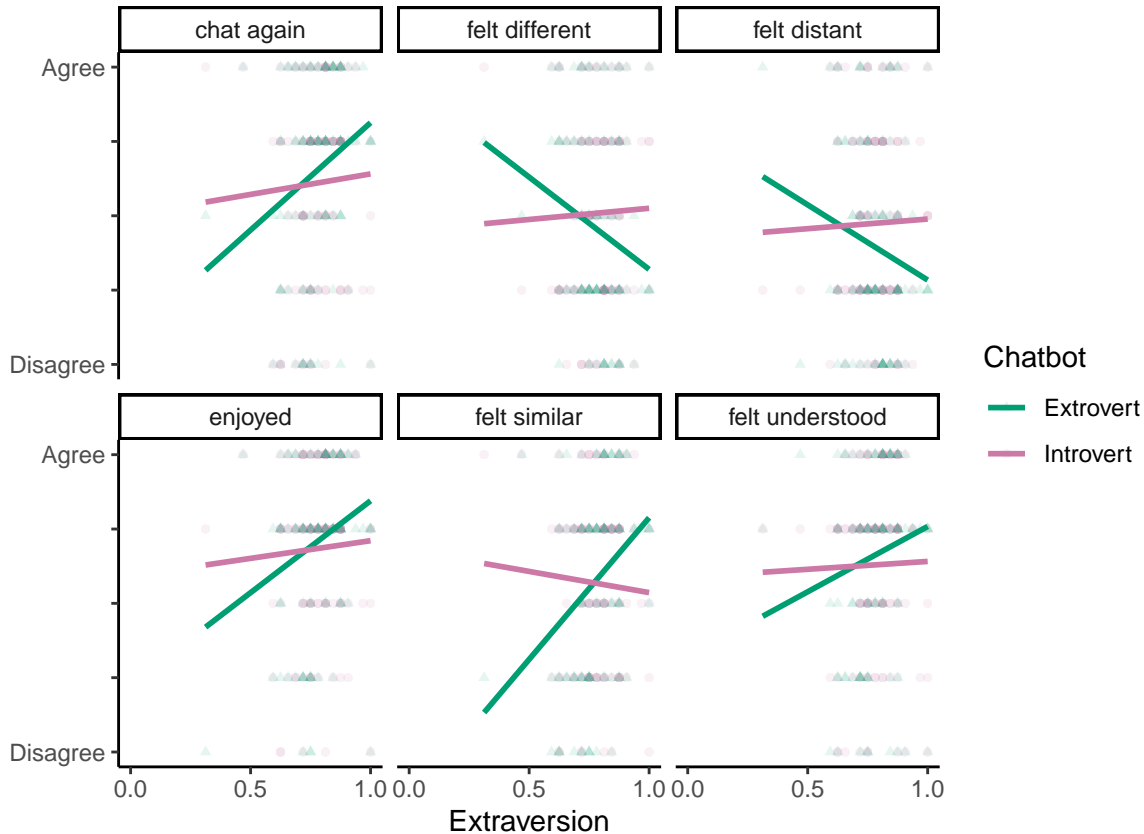 chat again
felt different
felt distant
Agree
Disagree
enjoyed
felt similar
felt understood
Agree
Disagree
0.0 0.5 1.0 0.0 0.5 1.0 0.0 0.5 1.0
Extraversion
Chatbot
Extrovert
Introvert